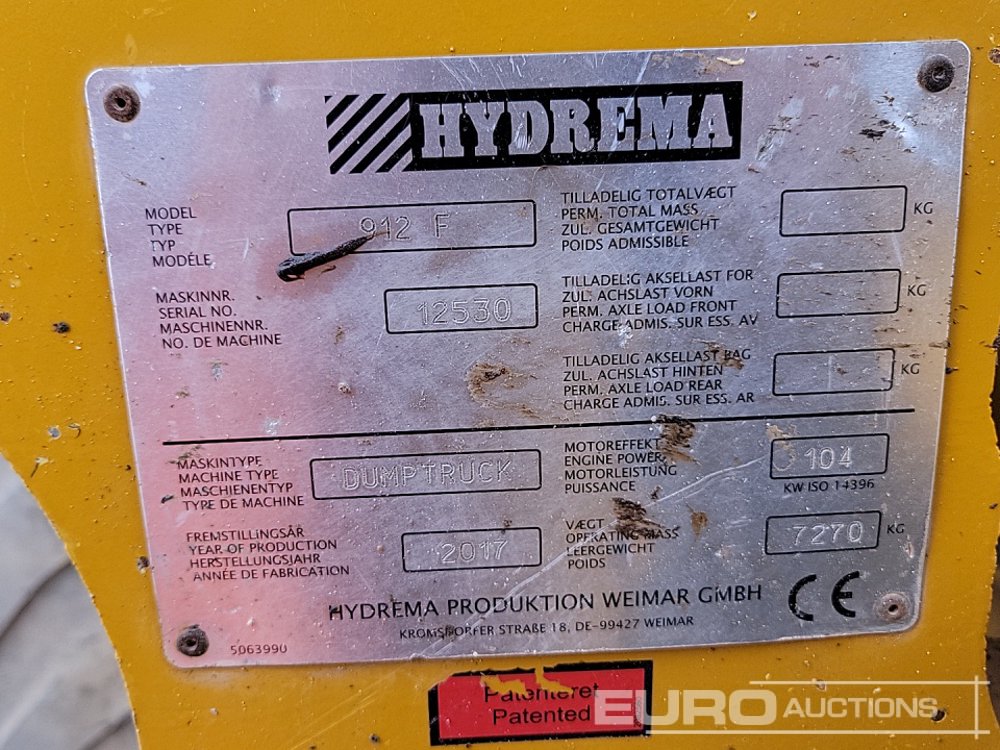 HYDREMA
MODEL
TYPE
TYP
MODÉLE
912 F
MASKINNR.
SERIAL NO.
MASCHINENNR.
NO. DE MACHINE
12530
TILLADELIG TOTALVÆGT
PERM. TOTAL MASS
ZUL. GESAMTGEWICHT
POIDS ADMISSIBLE
KG
TILLADELIG AKSELLAST FOR
ZUL. ACHSLAST VORN
PERM. AXLE LOAD FRONT
CHARGE ADMIS. SUR ESS. AV
KG
TILLADELIG AKSELLAST BAG
ZUL. ACHSLAST HINTEN
PERM. AXLE LOAD REAR
CHARGE ADMIS. SUR ESS. AR
KG
MASKINTYPE
MACHINE TYPE
MASCHIENENTYP
TYPE DE MACHINE
DUMPTRUCK
FREMSTILLINGSÅR
YEAR OF PRODUCTION
HERSTELLUNGSJAHR
ANNÉE DE FABRICATION
2017
MOTOREFFEKT
ENGINE POWER
MOTORLEISTUNG
PUISSANCE
104
KW ISO 14396
VÆGT
OPERATING MASS
LEERGEWICHT
POIDS
7270 KG
HYDREMA PRODUKTION WEIMAR GMBH
KROMSDORFER STRAßE 18, DE-99427 WEIMAR
CE
5063990
Patenteret
Patented
EURO AUCTIONS